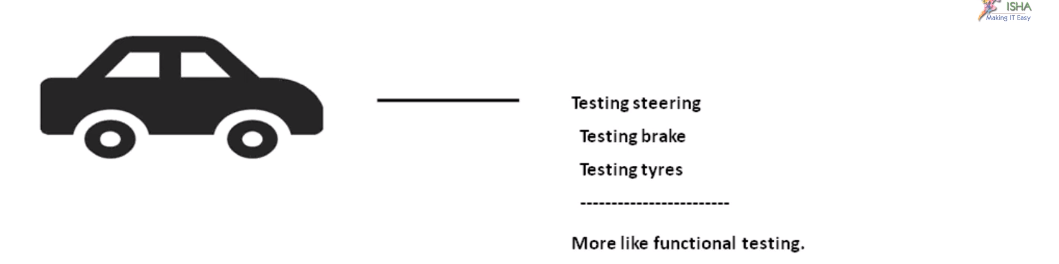 ISHA
Making IT Easy
Testing steering
Testing brake
Testing tyres
------------------------
More like functional testing.